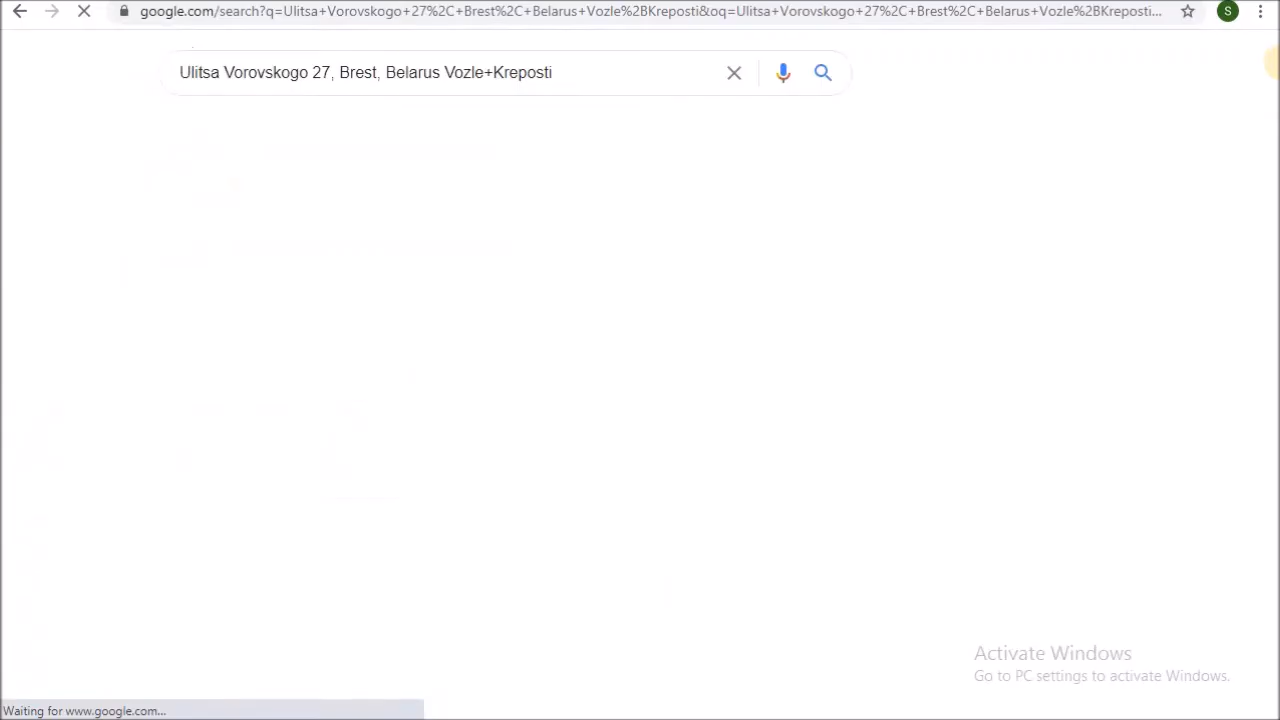 google.com/search?q=Ulitsa+Vorovskogo+27%2C+Brest%2C+Belarus+Vozle%2BKreposti&oq=Ulitsa+Vorovskogo+27%2C+Brest%2C+Belarus+Vozle%2BKreposti...
S
Ulitsa Vorovskogo 27, Brest, Belarus Vozle+Kreposti
Activate Windows
Go to PC settings to activate Windows.
Waiting for www.google.com...